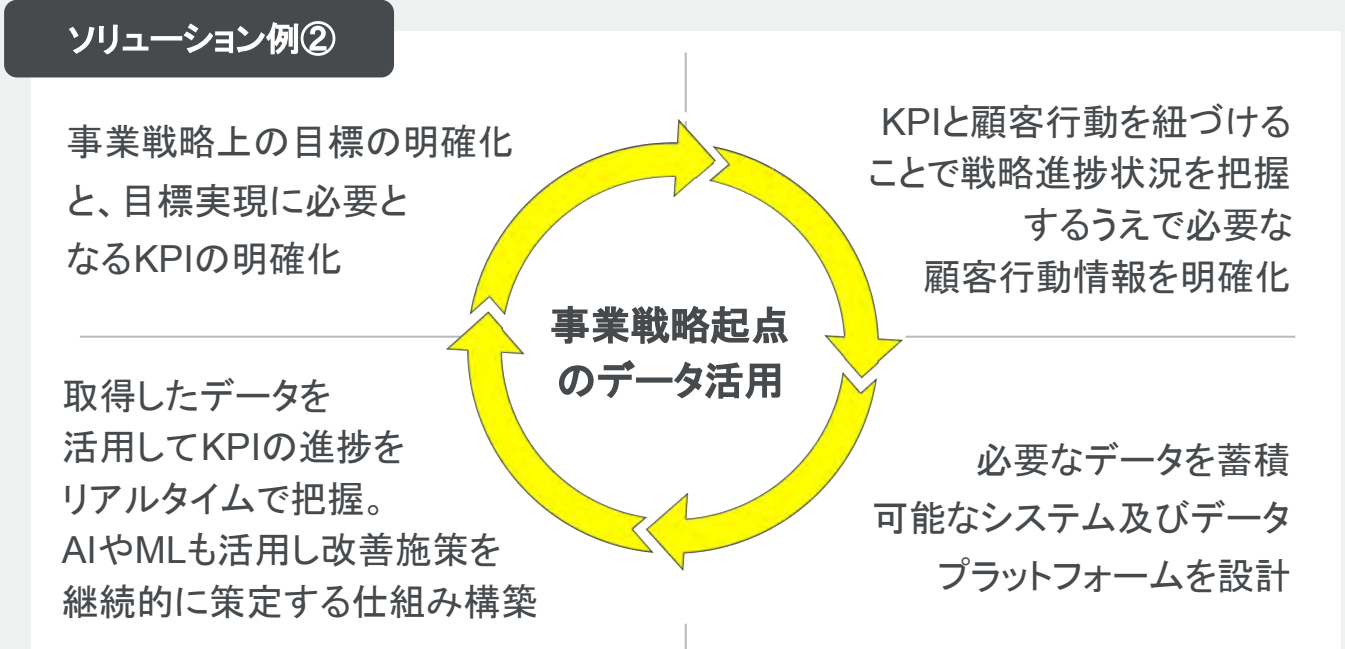 ソリューション例②
事業戦略上の目標の明確化
と、目標実現に必要と
なるKPIの明確化
KPIと顧客行動を紐づける
ことで戦略進捗状況を把握
するうえで必要な
顧客行動情報を明確化
事業戦略起点
のデータ活用
取得したデータを
活用してKPIの進捗を
リアルタイムで把握。
AIやMLも活用し改善施策を
継続的に策定する仕組み構築
必要なデータを蓄積
可能なシステム及びデータ
プラットフォームを設計